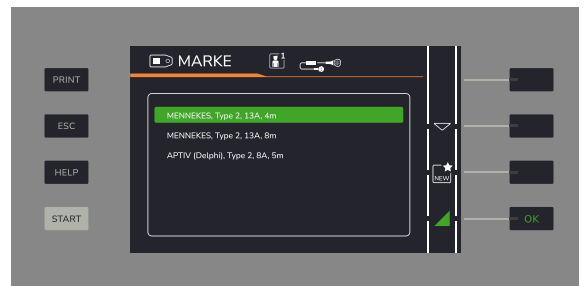 MARKE
1
PRINT
MENNEKES, Type 2, 13A, 4m
ESC
MENNEKES, Type 2, 13A, 8m
APTIV (Delphi), Type 2, 8A, 5m
HELP
NEW
START
OK